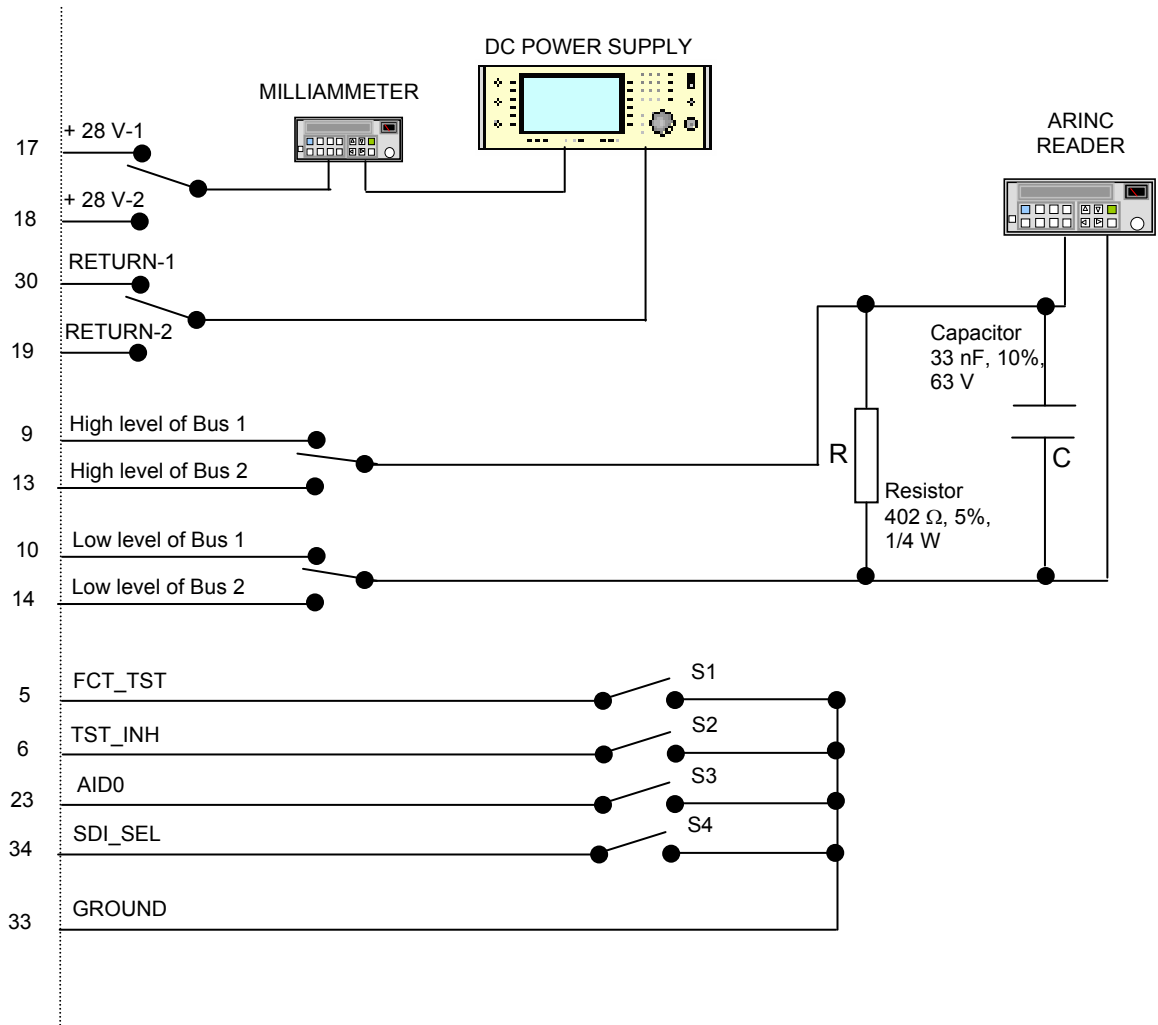 DC POWER SUPPLY
MILLIAMMETER
ARINC
READER
17
+ 28 V-1
18
+ 28 V-2
30
RETURN-1
19
RETURN-2
Capacitor
33 nF, 10%,
63 V
9
High level of Bus 1
13
High level of Bus 2
R
C
Resistor
402 Ω, 5%,
1/4 W
10
Low level of Bus 1
14
Low level of Bus 2
5
FCT_TST
S1
6
TST_INH
S2
23
AID0
S3
34
SDI_SEL
S4
33
GROUND